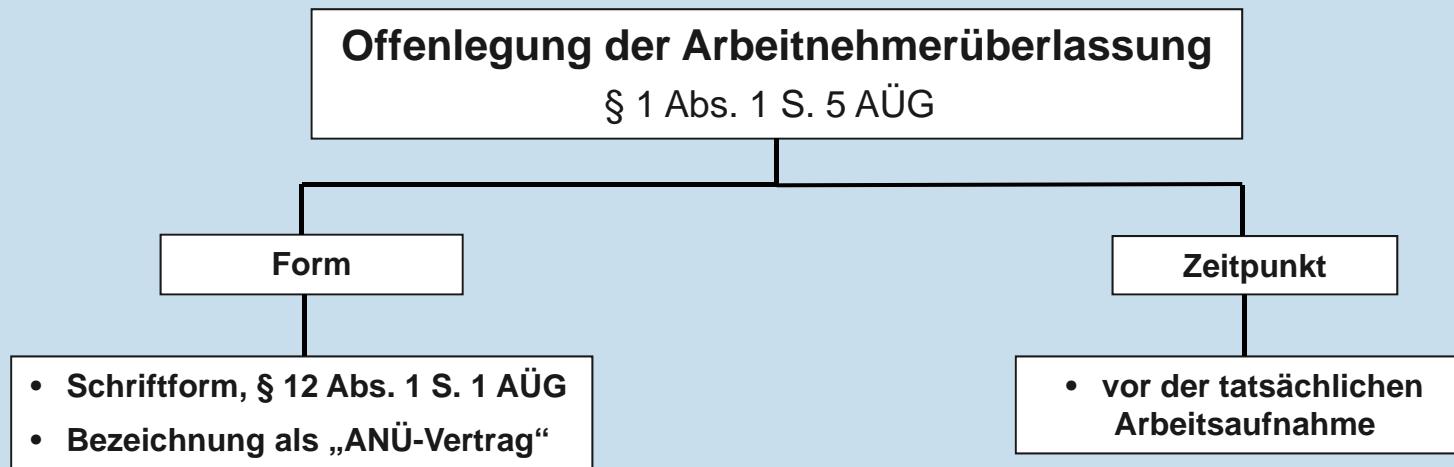 Offenlegung der Arbeitnehmerüberlassung
§ 1 Abs. 1 S. 5 AÜG
Form
Zeitpunkt
• Schriftform, § 12 Abs. 1 S. 1 AÜG
• Bezeichnung als „ANÜ-Vertrag“
• vor der tatsächlichen
Arbeitsaufnahme